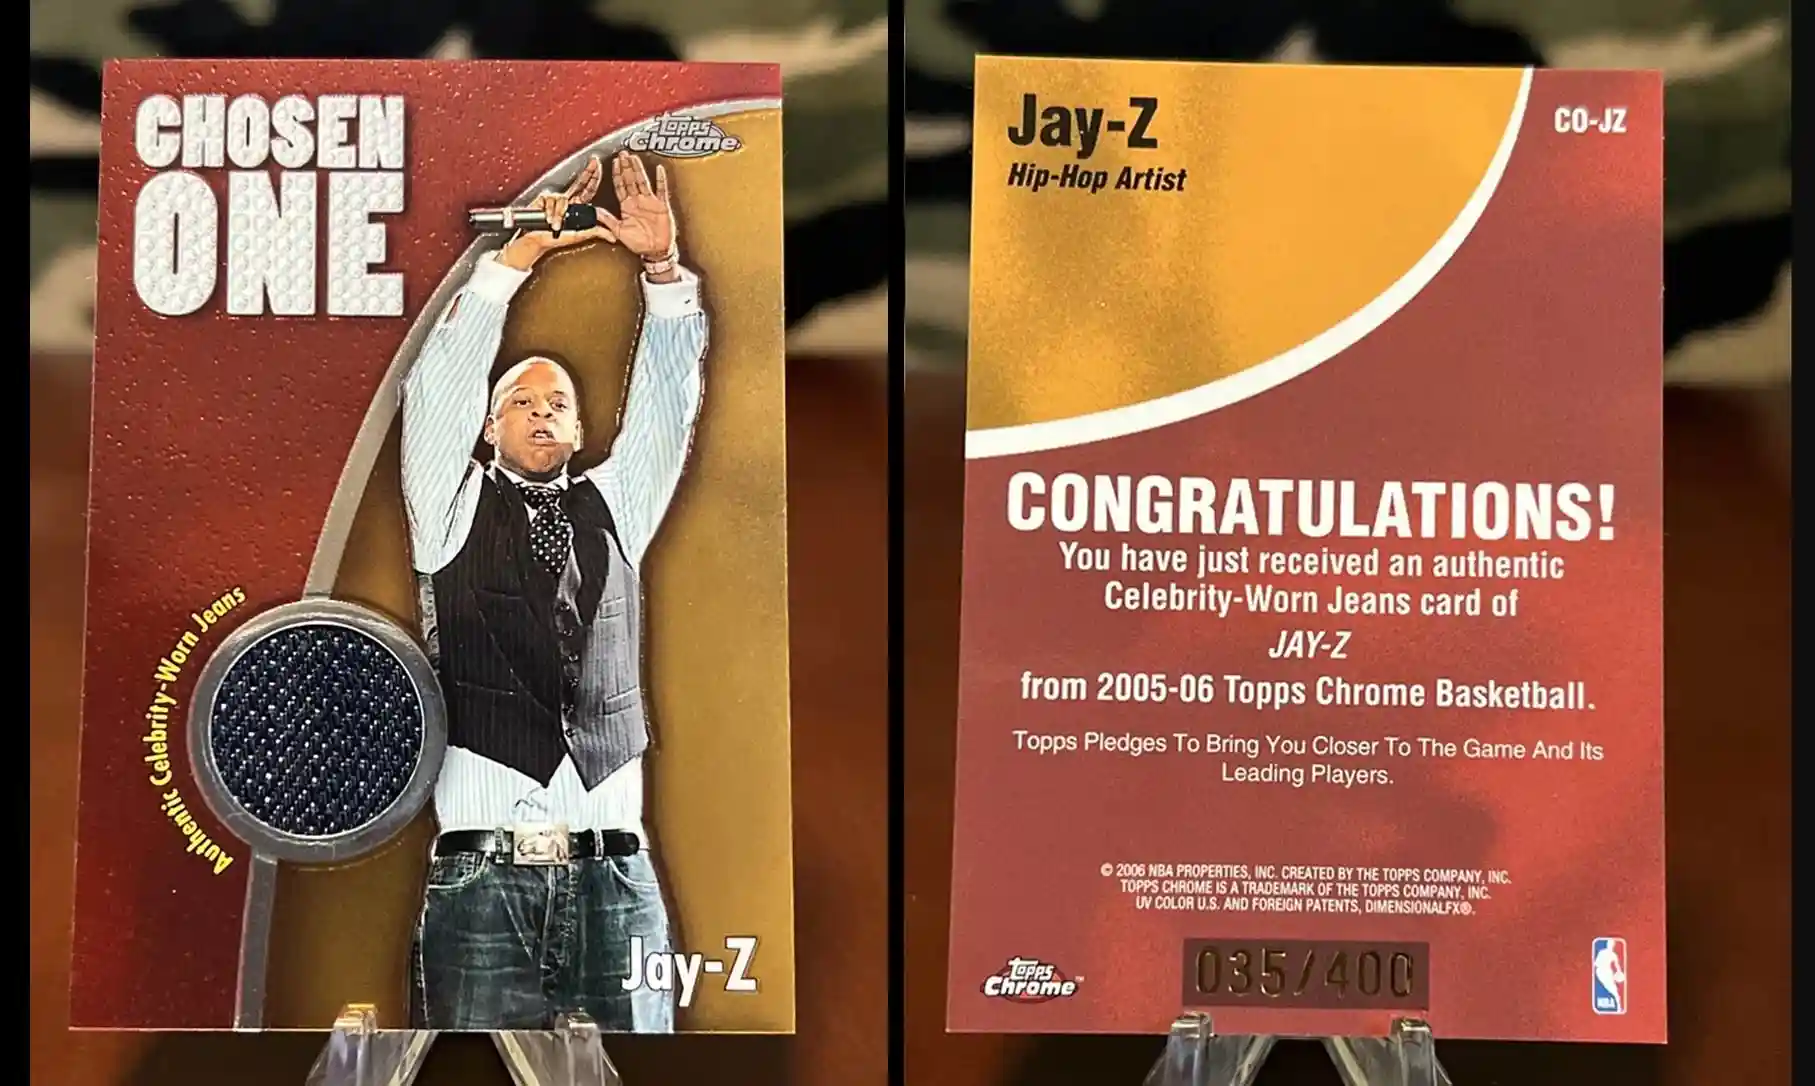 CHOSEN
ONE
Topps
Chrome
Authentic Celebrity-Worn Jeans
Jay-Z
Jay-Z
Hip-Hop Artist
CO-JZ
CONGRATULATIONS!
You have just received an authentic
Celebrity-Worn Jeans card of
JAY-Z
from 2005-06 Topps Chrome Basketball.
Topps Pledges To Bring You Closer To The Game And Its
Leading Players.
© 2006 NBA PROPERTIES, INC. CREATED BY THE TOPPS COMPANY, INC.
TOPPS CHROME IS A TRADEMARK OF THE TOPPS COMPANY, INC.
UV COLOR U.S. AND FOREIGN PATENTS, DIMENSIONALFX®.
Topps
Chrome™
035/400
NBA